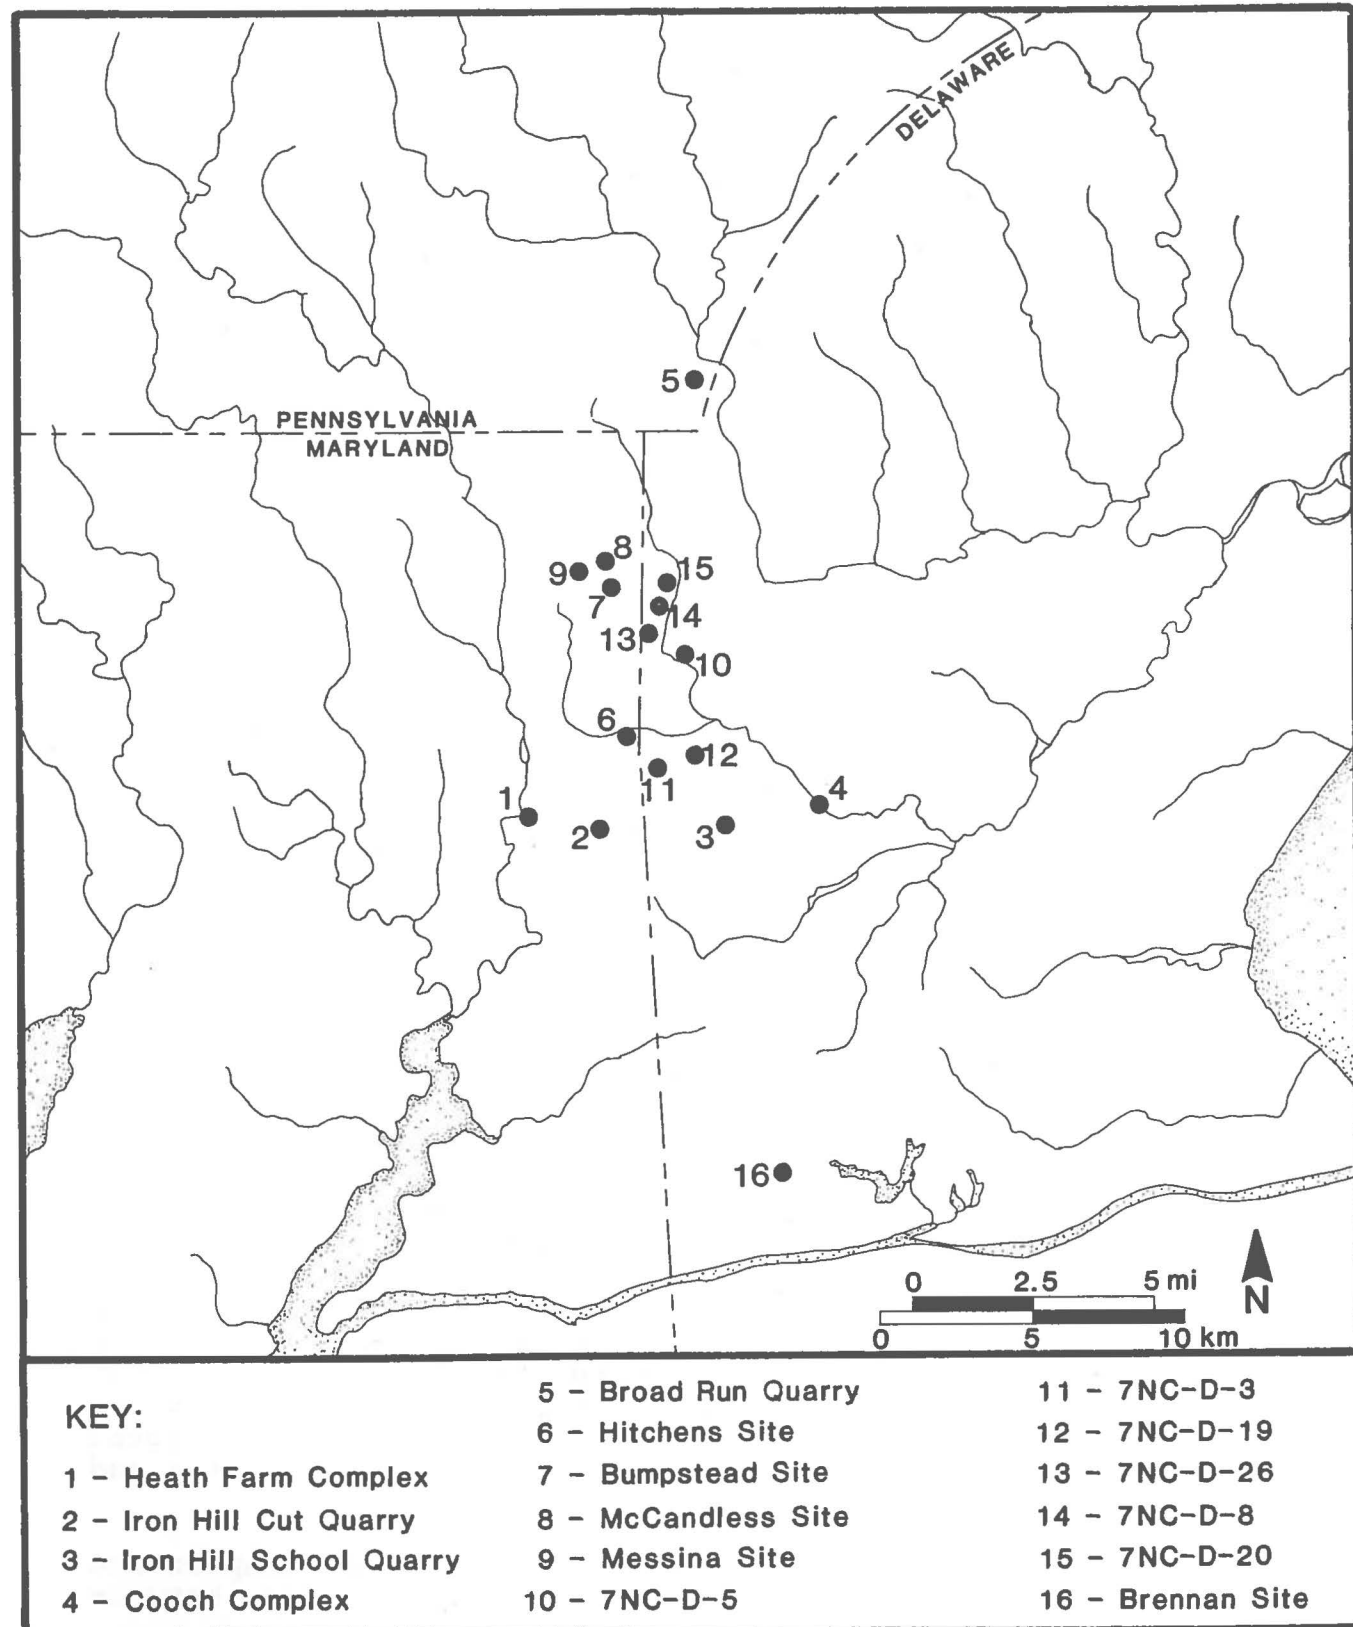 DELAWARE
5
PENNSYLVANIA
MARYLAND
8
9
15
7
14
13
10
6
12
11
1
4
2
3
16
0 2.5 5 mi
N
0 5 10 km
KEY:
1 – Heath Farm Complex
2 – Iron Hill Cut Quarry
3 – Iron Hill School Quarry
4 – Cooch Complex
5 – Broad Run Quarry
6 – Hitchens Site
7 – Bumpstead Site
8 – McCandless Site
9 – Messina Site
10 – 7NC-D-5
11 – 7NC-D-3
12 – 7NC-D-19
13 – 7NC-D-26
14 – 7NC-D-8
15 – 7NC-D-20
16 – Brennan Site